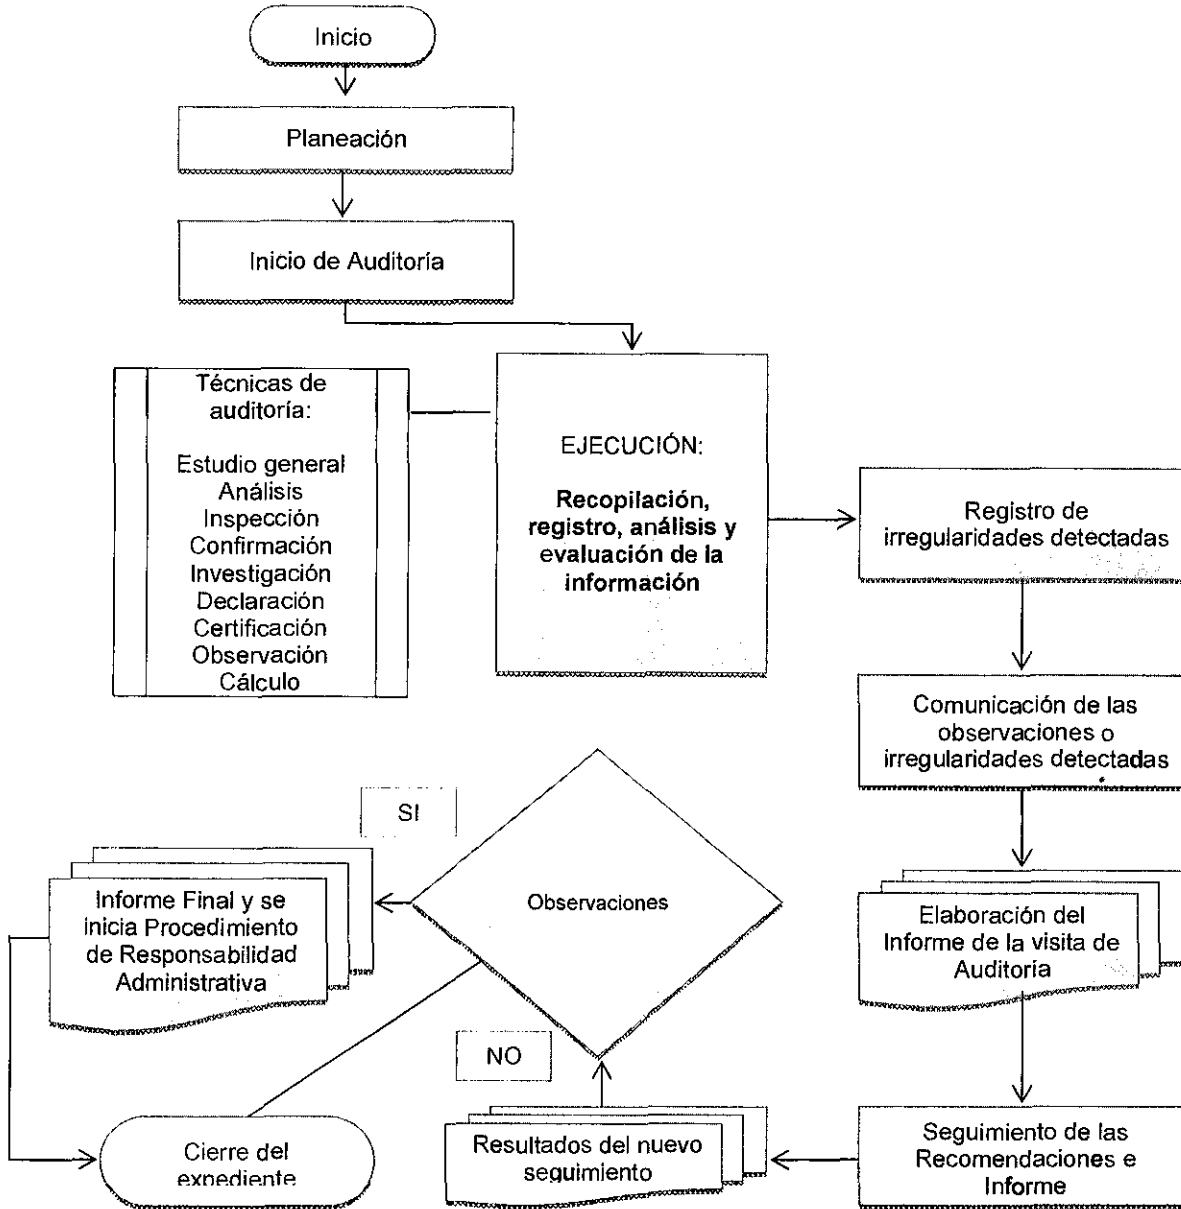 Inicio
Planeación
Inicio de Auditoría
Técnicas de
auditoría:
Estudio general
Análisis
Inspección
Confirmación
Investigación
Declaración
Certificación
Observación
Cálculo
EJECUCIÓN:
Recopilación,
registro, análisis y
evaluación de la
información
Registro de
irregularidades detectadas
Comunicación de las
observaciones o
irregularidades detectadas
Elaboración del
Informe de la visita de
Auditoría
Seguimiento de las
Recomendaciones e
Informe
Resultados del nuevo
seguimiento
NO
Observaciones
SI
Informe Final y se
inicia Procedimiento
de Responsabilidad
Administrativa
Cierre del
expediente